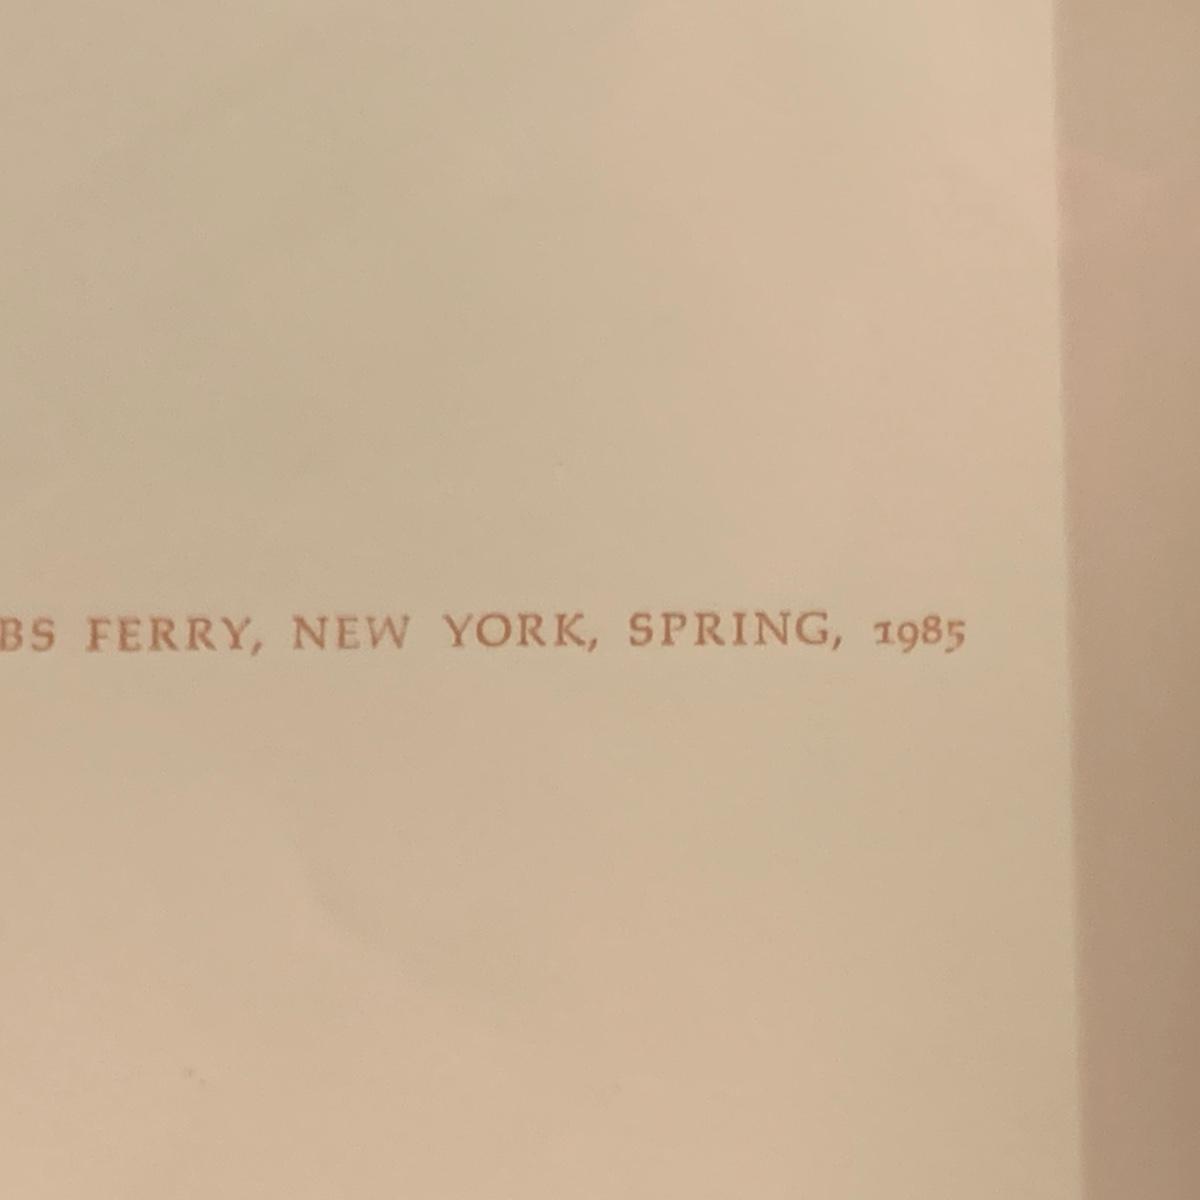 BS FERRY, NEW YORK, SPRING, 1985